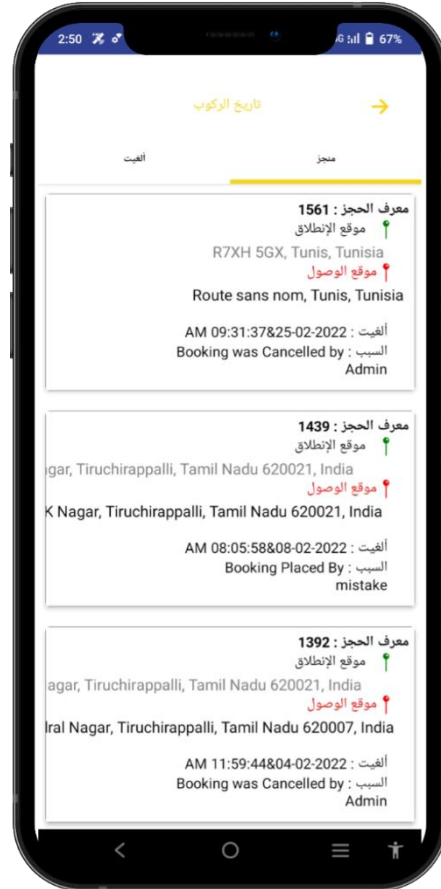 2:50 67%
تاريخ الركوب
منجز
ألغيت
معرف الحجز : 1561
موقع الإنطلاق
R7XH 5GX, Tunis, Tunisia
موقع الوصول
Route sans nom, Tunis, Tunisia
ألغيت : 25-02-2022&09:31:37 AM
السبب : Booking was Cancelled by
Admin
معرف الحجز : 1439
موقع الإنطلاق
gar, Tiruchirappalli, Tamil Nadu 620021, India
موقع الوصول
K Nagar, Tiruchirappalli, Tamil Nadu 620021, India
ألغيت : 08-02-2022&08:05:58 AM
السبب : Booking Placed By
mistake
معرف الحجز : 1392
موقع الإنطلاق
agar, Tiruchirappalli, Tamil Nadu 620021, India
موقع الوصول
lral Nagar, Tiruchirappalli, Tamil Nadu 620007, India
ألغيت : 04-02-2022&11:59:44 AM
السبب : Booking was Cancelled by
Admin